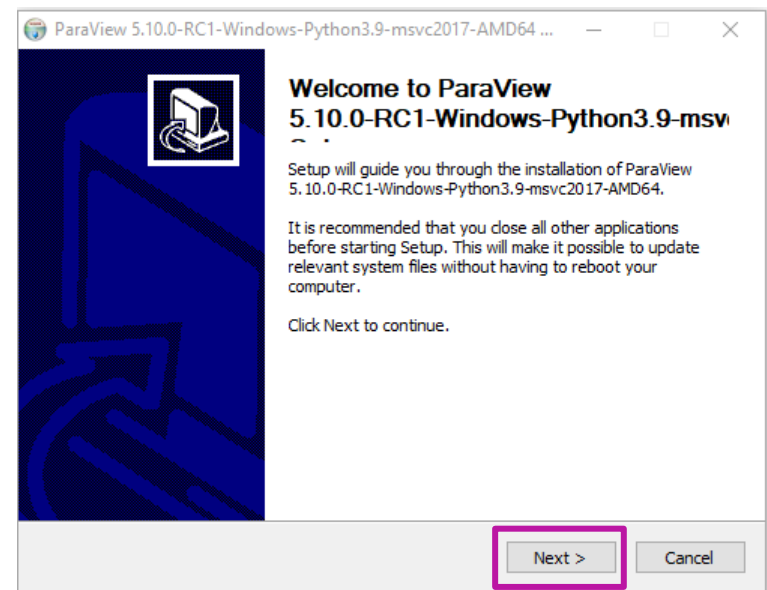 ParaView 5.10.0-RC1-Windows-Python3.9-msvc2017-AMD64 ...
Welcome to ParaView
5.10.0-RC1-Windows-Python3.9-msv
Setup will guide you through the installation of ParaView
5.10.0-RC1-Windows-Python3.9-msvc2017-AMD64.
It is recommended that you close all other applications
before starting Setup. This will make it possible to update
relevant system files without having to reboot your
computer.
Click Next to continue.
Next >
Cancel